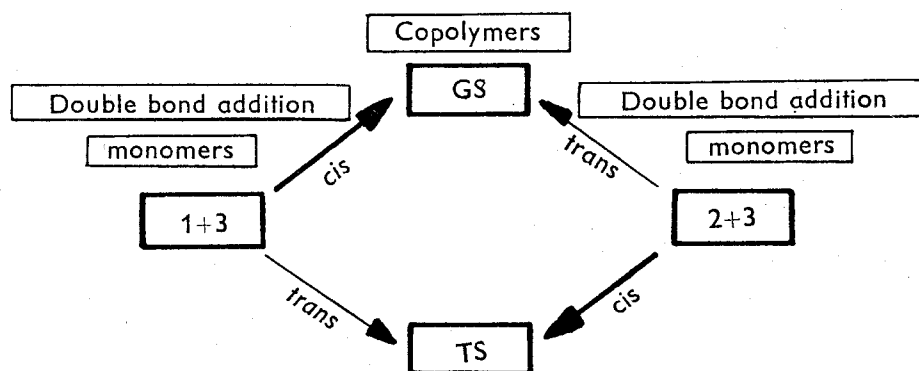 Copolymers
GS
Double bond addition
monomers
Double bond addition
monomers
cis
trans
1+3
2+3
trans
cis
TS